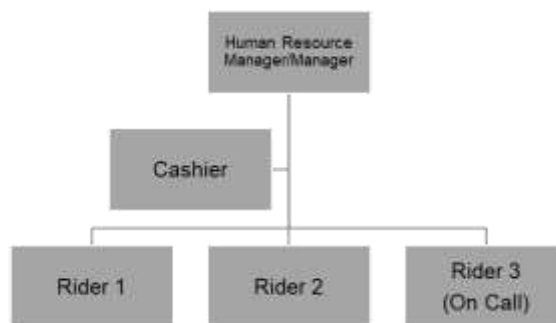 Human Resource
Manager/Manager
Cashier
Rider 1
Rider 2
Rider 3
(On Call)